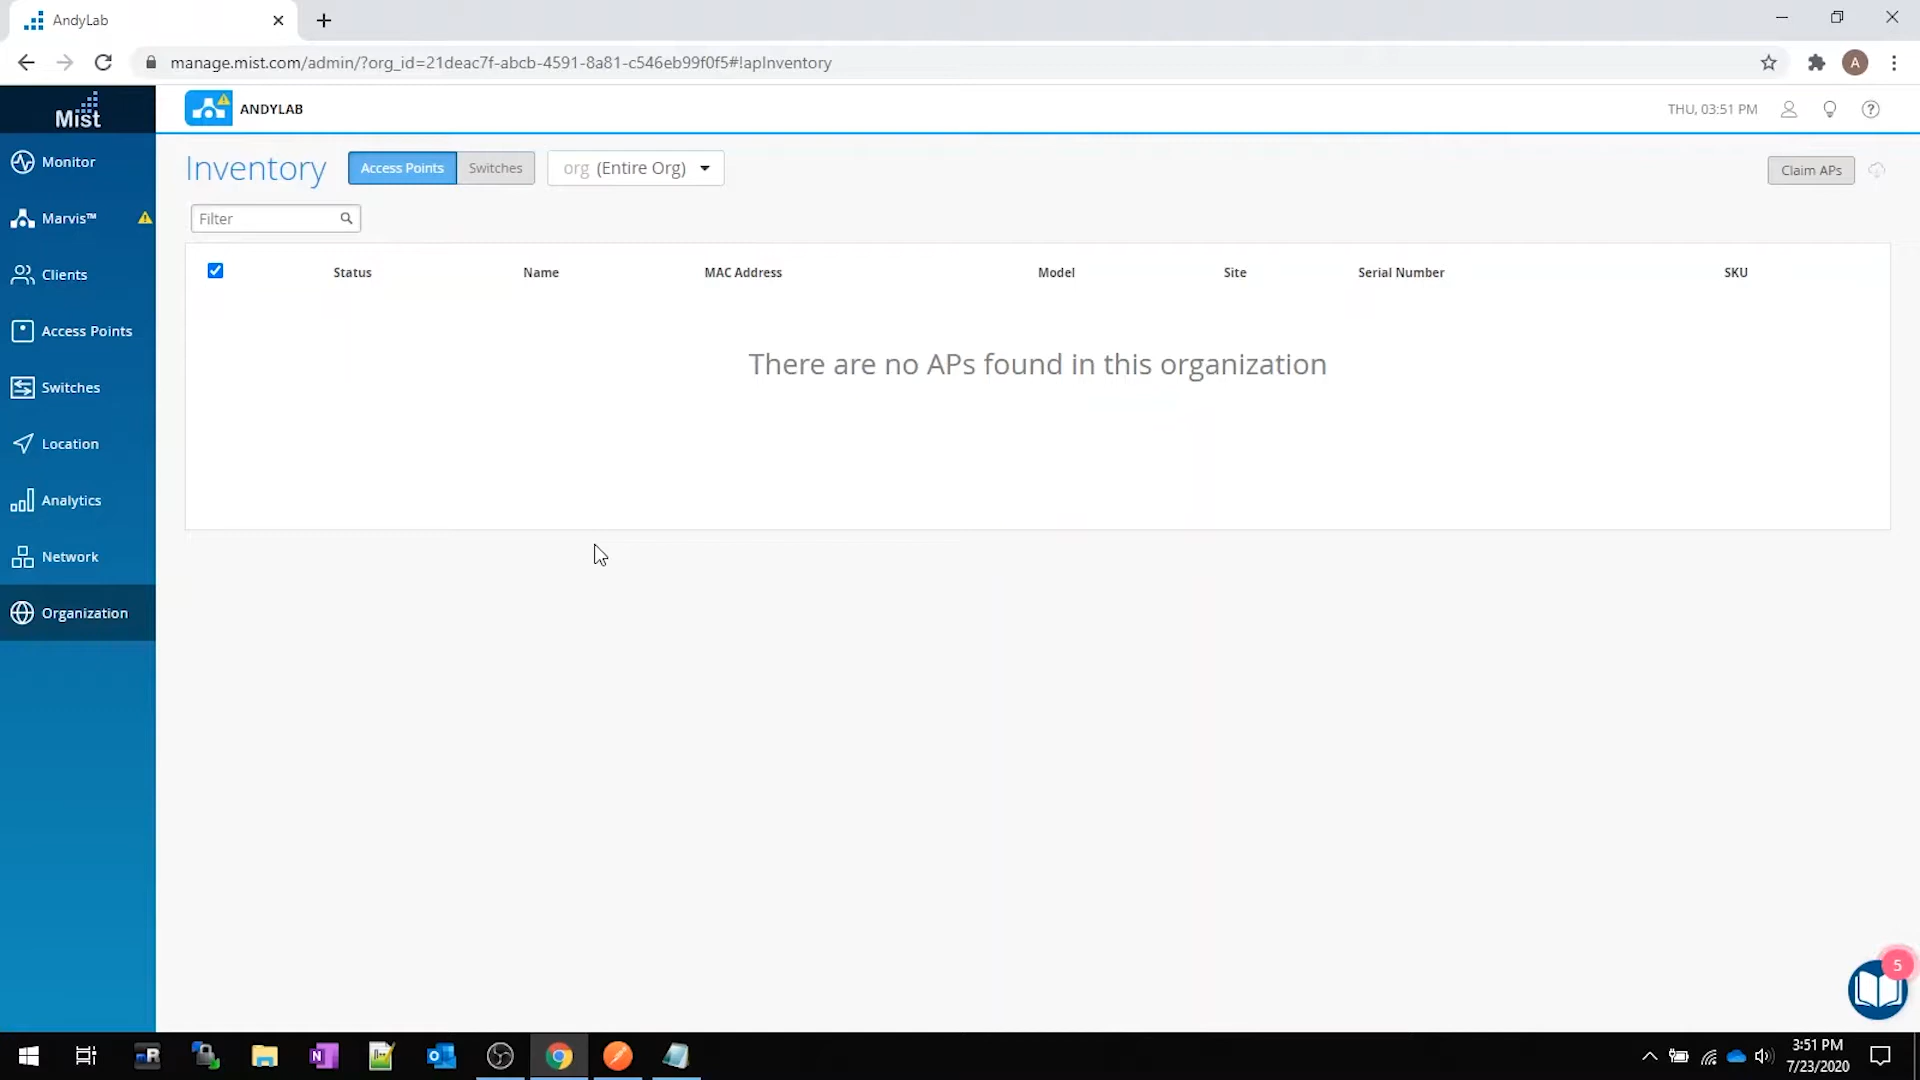 AndyLab
manage.mist.com/admin/?org_id=21deac7f-abcb-4591-8a81-c546eb99f0f5#!apInventory
A
Mist
ANDYLAB
THU, 03:51 PM
Monitor
Marvis™
Clients
Access Points
Switches
Location
Analytics
Network
Organization
Inventory
Access Points
Switches
org (Entire Org)
Claim APs
Filter
Status Name MAC Address Model Site Serial Number SKU
There are no APs found in this organization
5
3:51 PM
7/23/2020